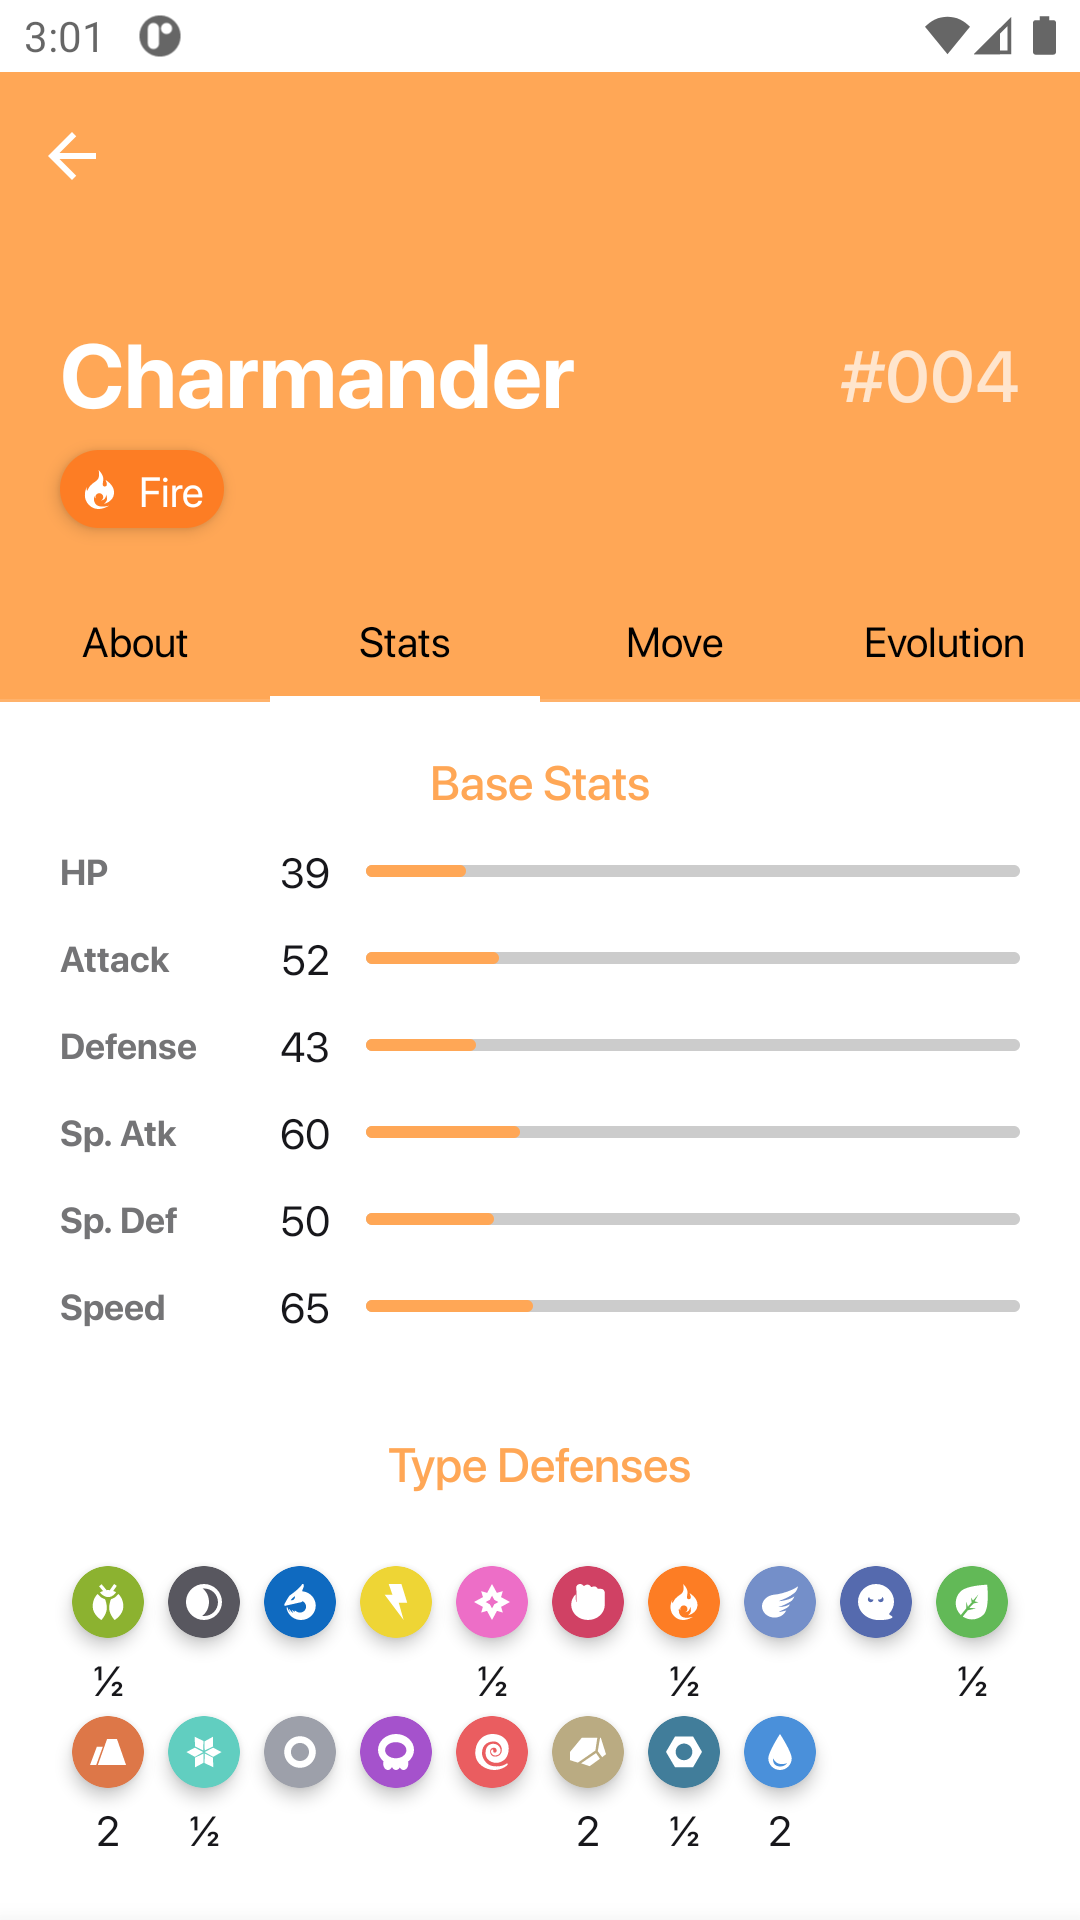 3:01
Charmander #004
Fire
About Stats Move Evolution
Base Stats
HP 39
Attack 52
Defense 43
Sp. Atk 60
Sp. Def 50
Speed 65
Type Defenses
½ ½ ½ ½
2 ½ 2 ½ 2